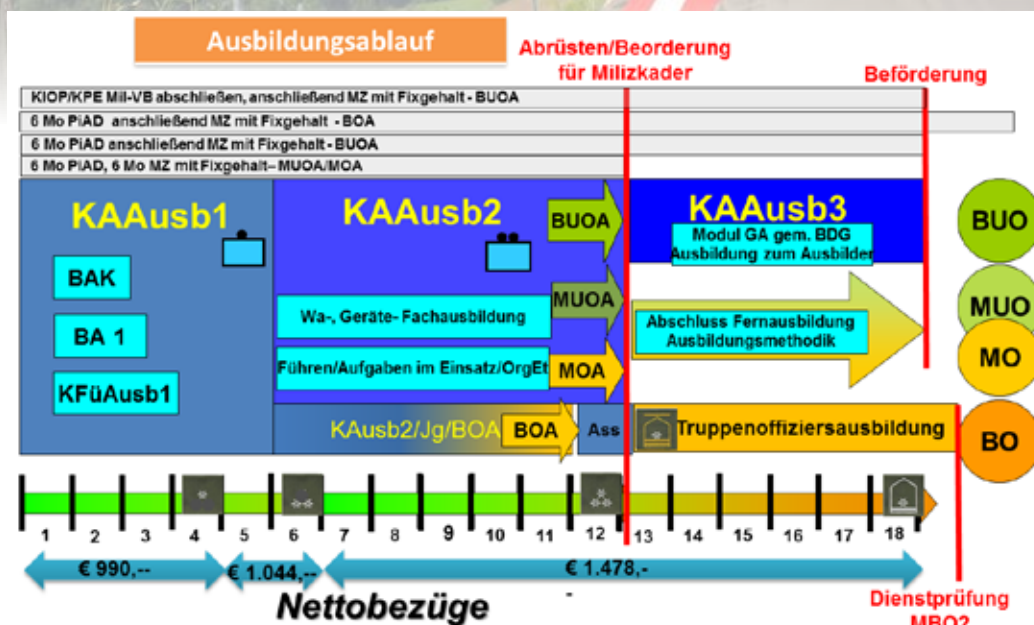 Ausbildungsablauf
Abrüsten/Beorderung
für Milizkader
Beförderung
KIOP/KPE Mil-VB abschließen, anschließend MZ mit Fixgehalt - BUOA
6 Mo PiAD anschließend MZ mit Fixgehalt - BOA
6 Mo PiAD anschließend MZ mit Fixgehalt - BUOA
6 Mo PiAD, 6 Mo MZ mit Fixgehalt– MUOA/MOA
KAAusb1
BAK
BA 1
KFüAusb1
KAAusb2
BUOA
MUOA
Wa-, Geräte- Fachausbildung
Führen/Aufgaben im Einsatz/OrgEt
MOA
KAusb2/Jg/BOA
BOA
Ass
KAAusb3
Modul GA gem. BDG
Ausbildung zum Ausbilder
Abschluss Fernausbildung
Ausbildungsmethodik
Truppenoffiziersausbildung
BUO
MUO
MO
BO
1 2 3 4 5 6 7 8 9 10 11 12 13 14 15 16 17 18
€ 990,-- € 1.044,-- € 1.478,-
-
Nettobezüge
Dienstprüfung
MBO2